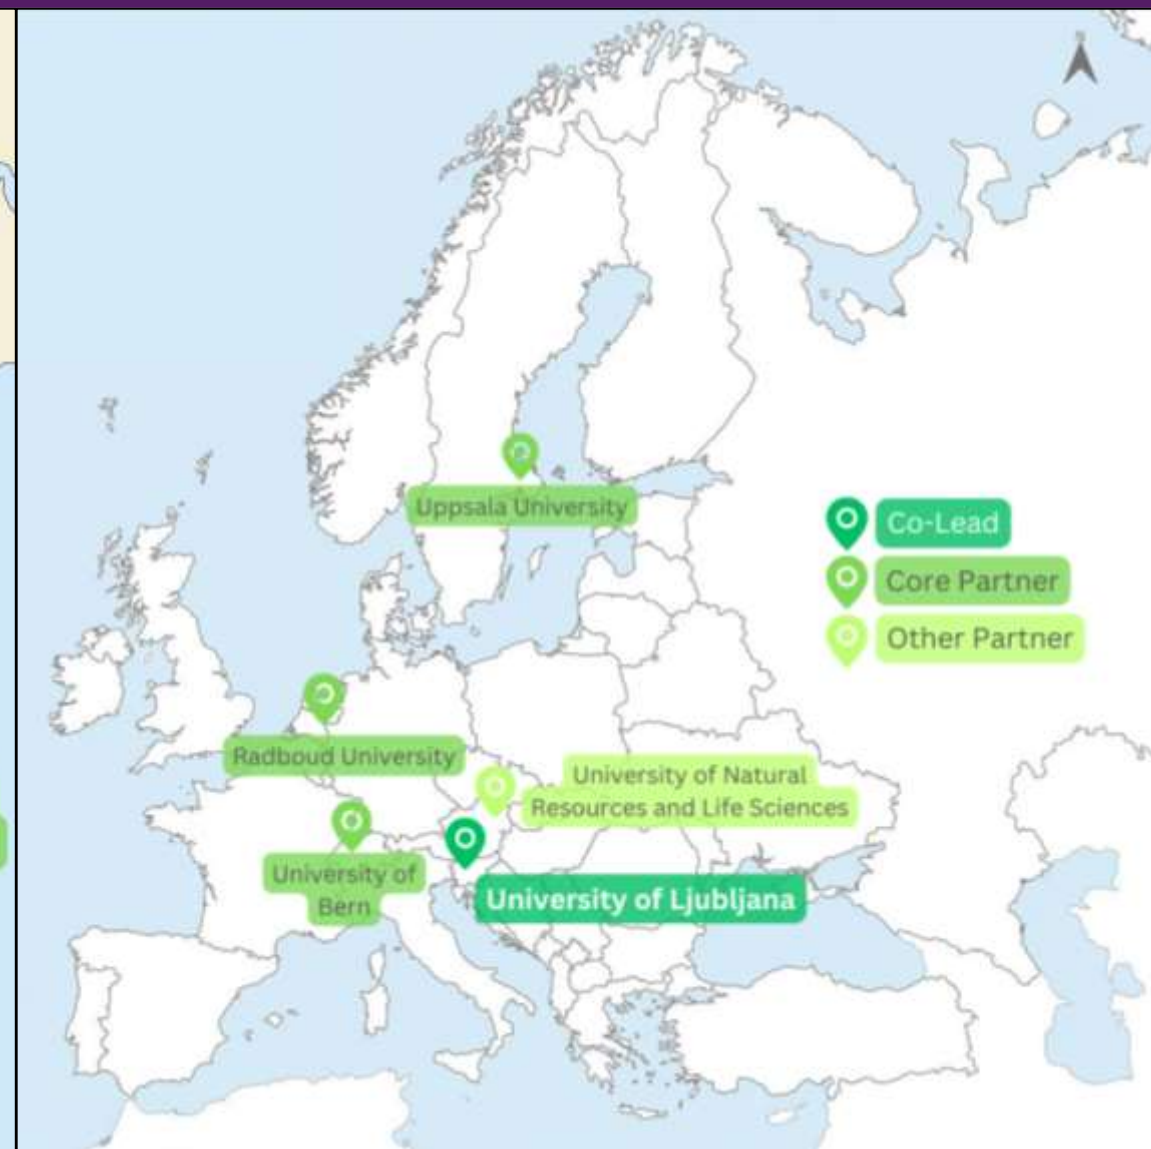 Uppsala University
Co-Lead
Core Partner
Other Partner
Radboud University
University of Natural
Resources and Life Sciences
University of
Bern
University of Ljubljana